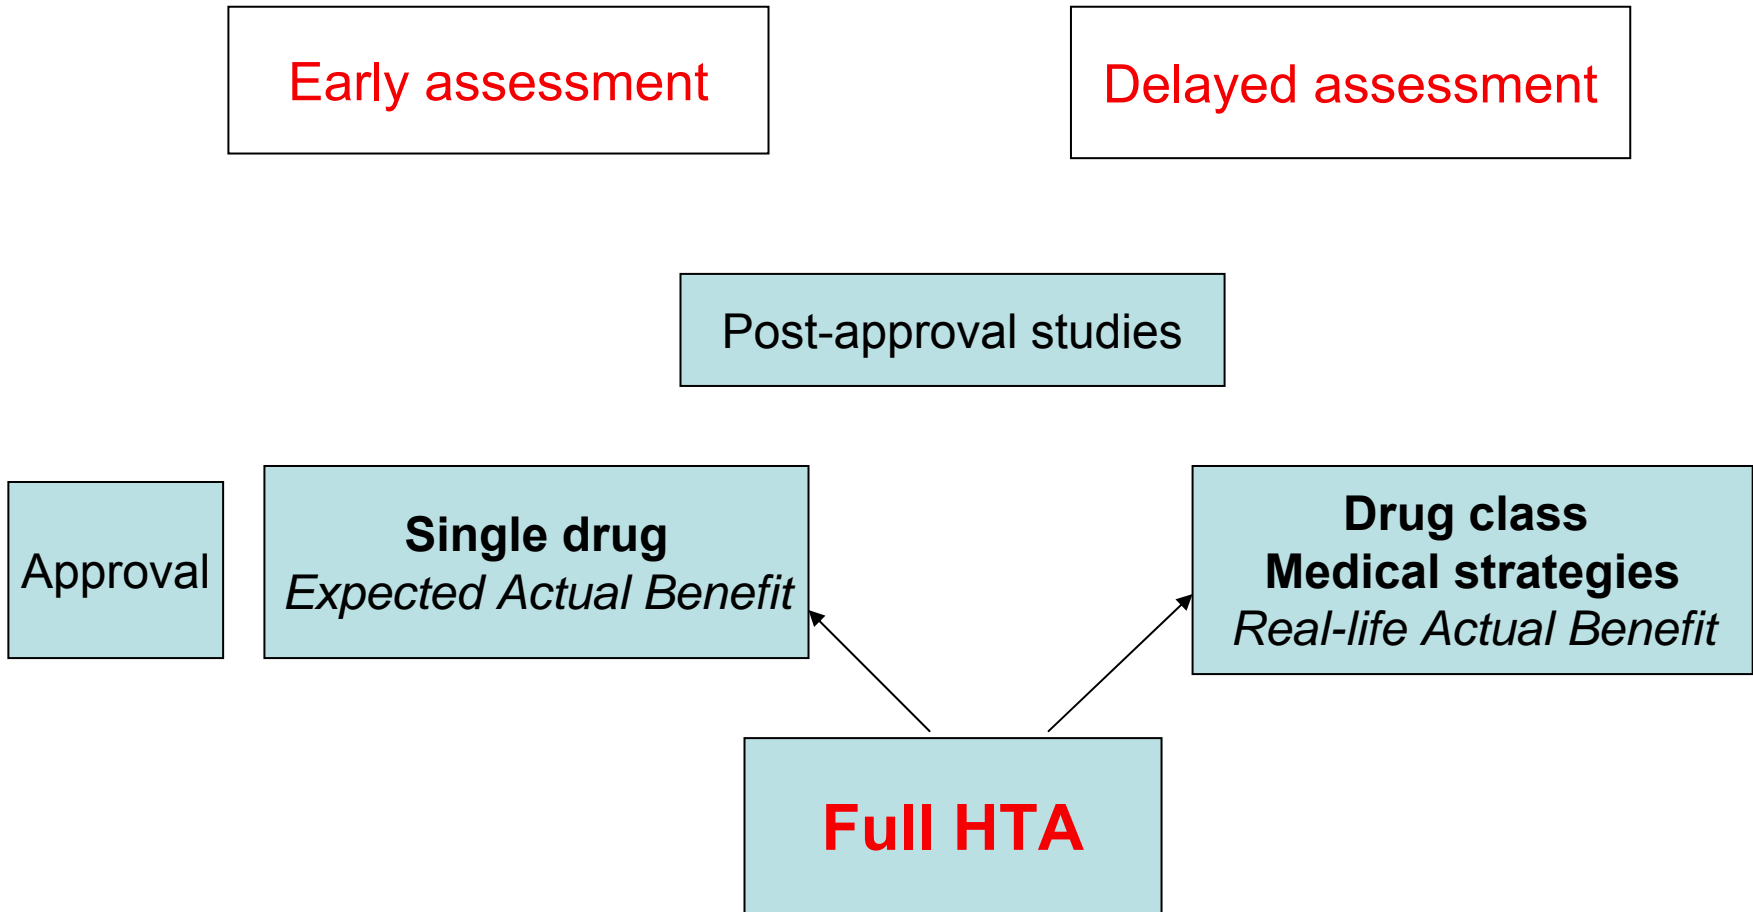 Early assessment
Delayed assessment
Post-approval studies
Approval
Single drug
Expected Actual Benefit
Drug class
Medical strategies
Real-life Actual Benefit
Full HTA